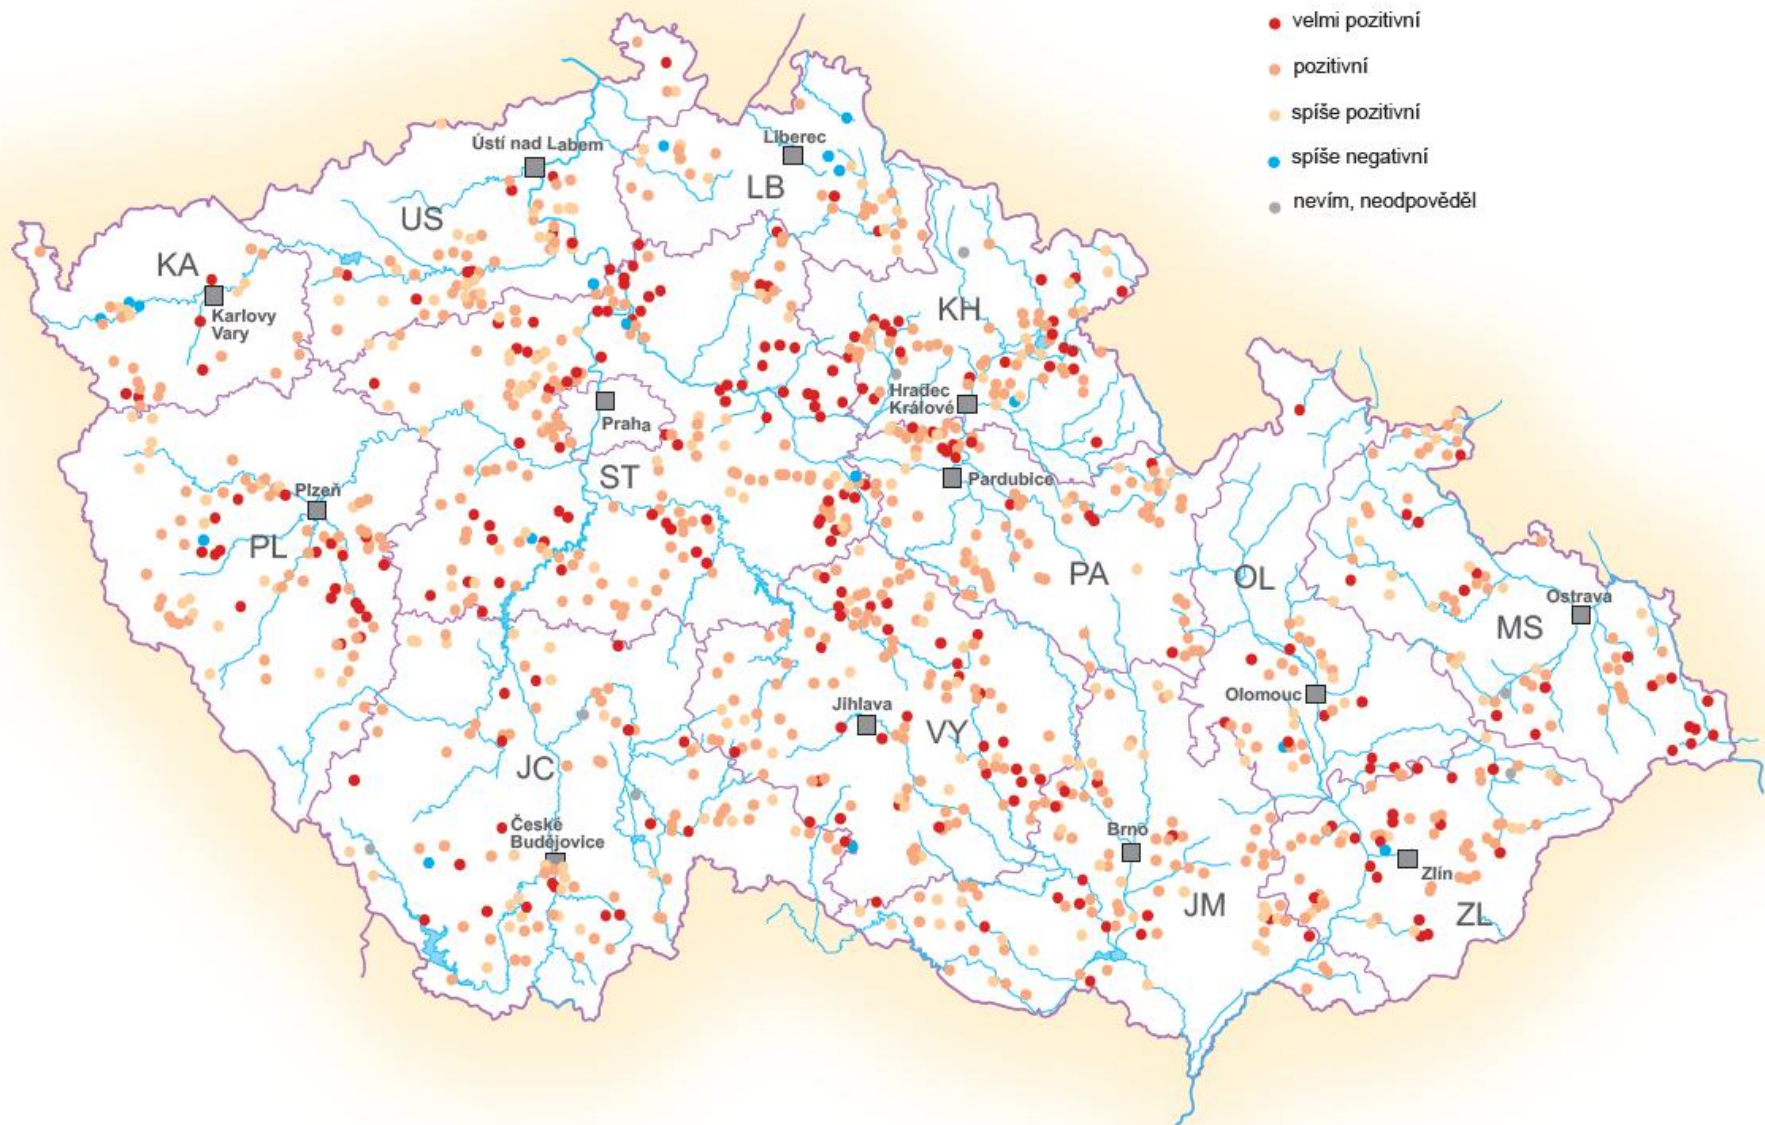 velmi pozitivní
pozitivní
spíše pozitivní
spíše negativní
nevím, neodpověděl
Ústí nad Labem
Liberec
LB
US
KA
Karlovy
Vary
KH
Hradec
Králové
Praha
ST
Pardubice
Plzeň
PL
PA
OL
Ostrava
MS
Olomouc
Jihlava
VY
JC
České
Budějovice
Brno
Zlín
JM
ZL